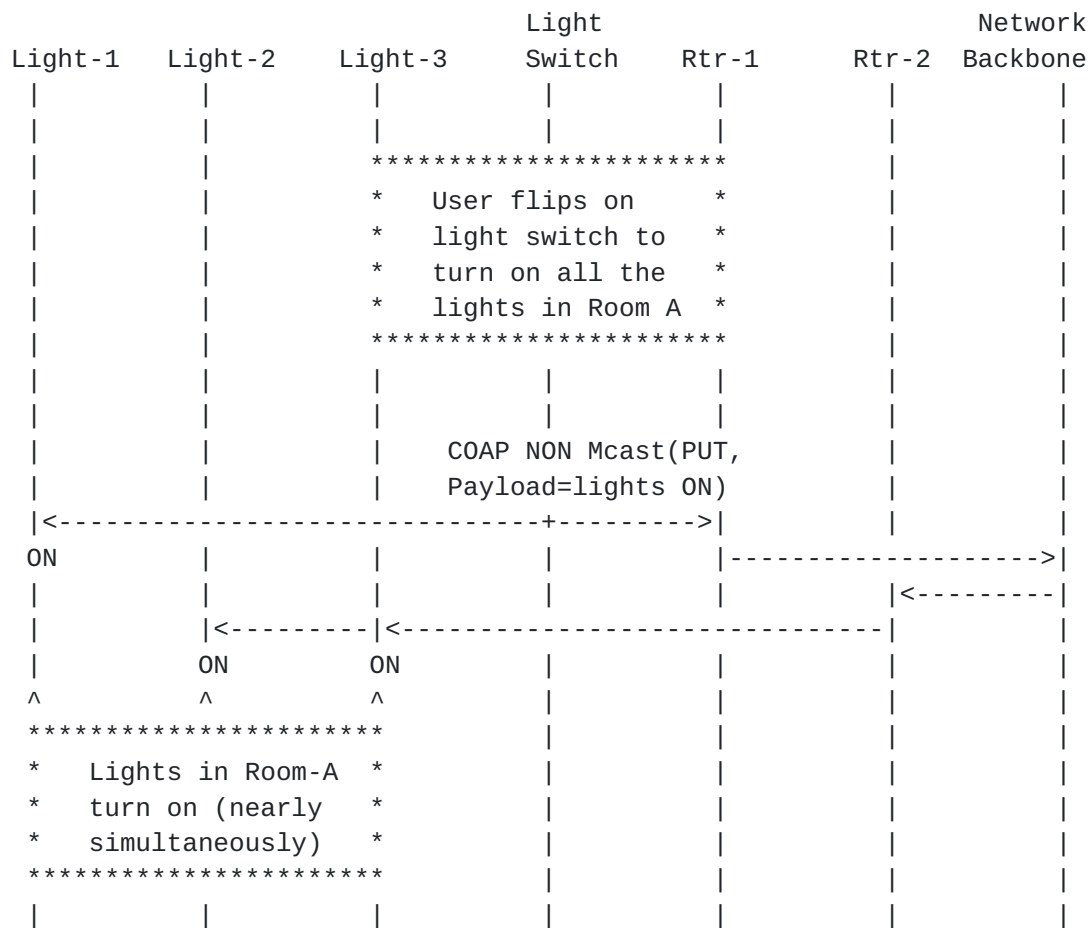 Light Network
Light-1 Light-2 Light-3 Switch Rtr-1 Rtr-2 Backbone
User flips on
light switch to
turn on all the
lights in Room A
COAP NON Mcast(PUT,
Payload=lights ON)
ON
ON ON
Lights in Room-A
turn on (nearly
simultaneously)